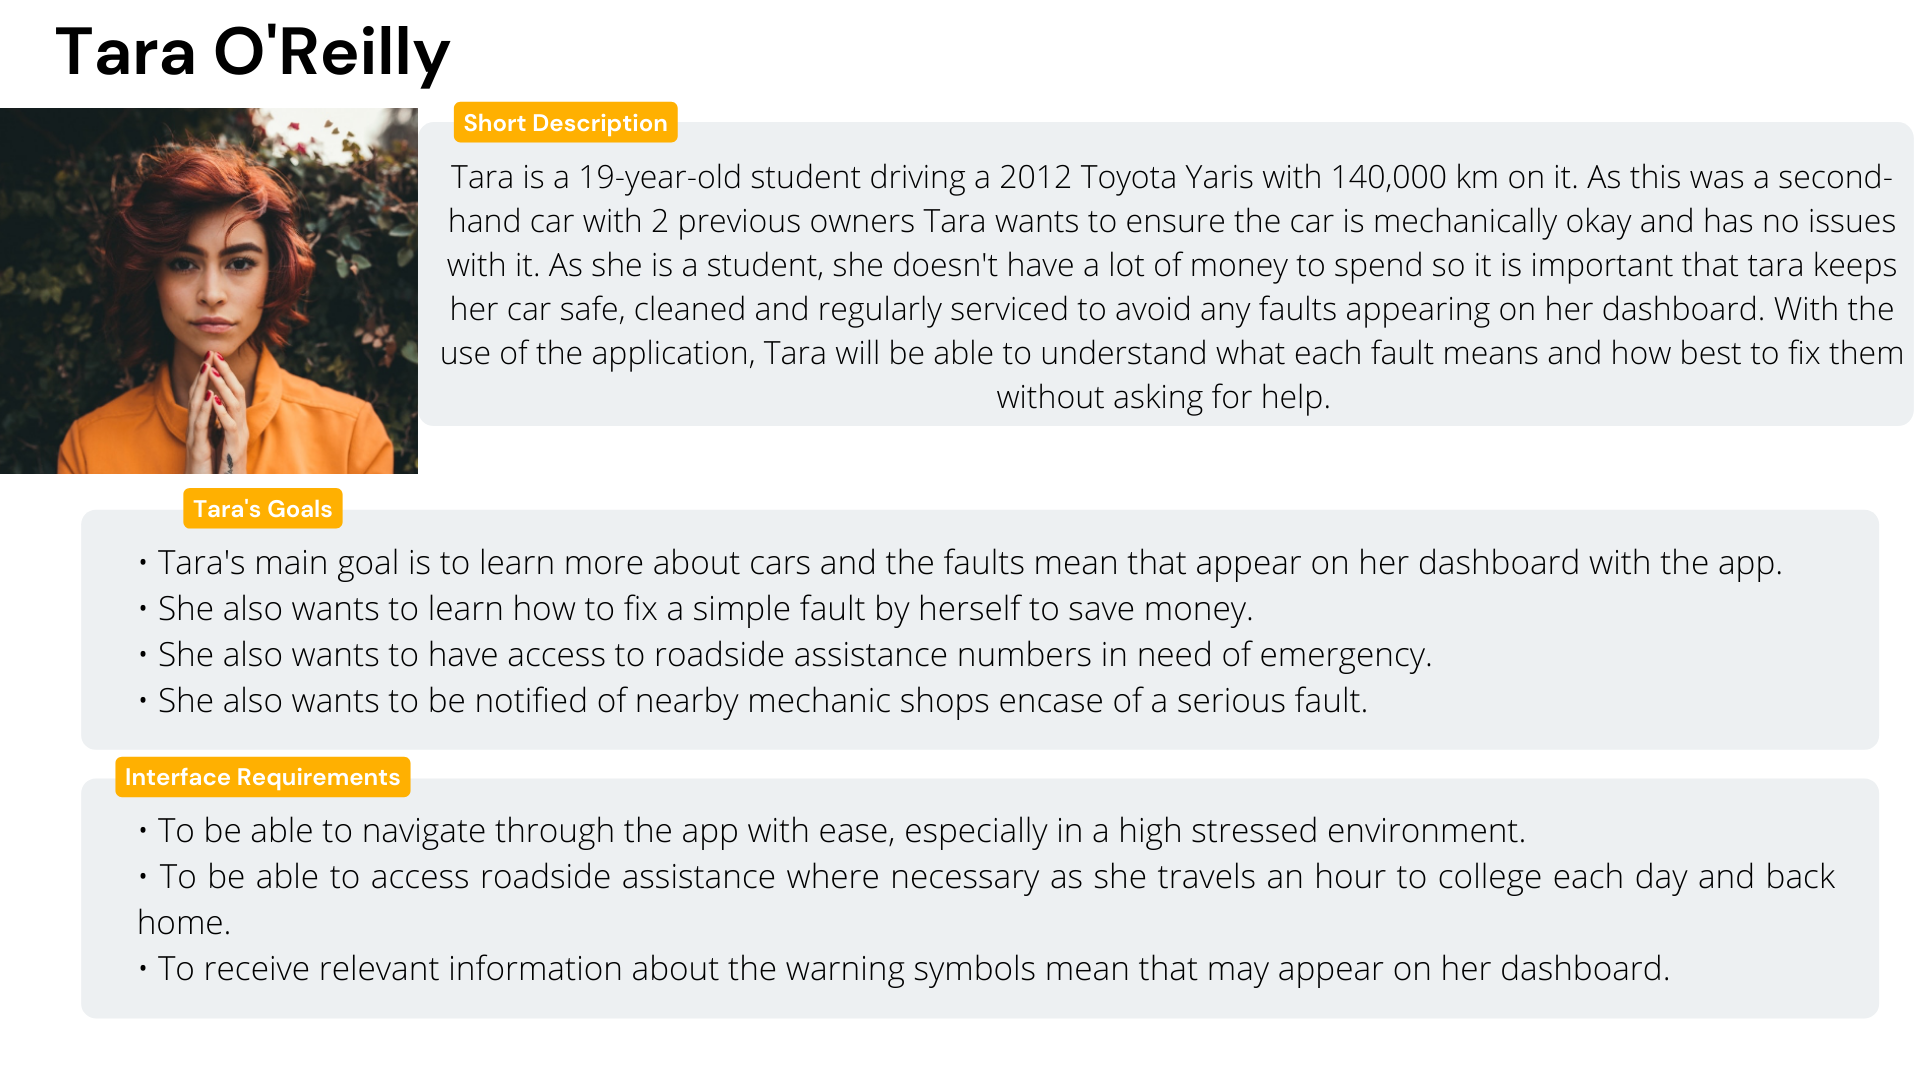 Tara O'Reilly
Short Description
Tara is a 19-year-old student driving a 2012 Toyota Yaris with 140,000 km on it. As this was a second-
hand car with 2 previous owners Tara wants to ensure the car is mechanically okay and has no issues
with it. As she is a student, she doesn't have a lot of money to spend so it is important that tara keeps
her car safe, cleaned and regularly serviced to avoid any faults appearing on her dashboard. With the
use of the application, Tara will be able to understand what each fault means and how best to fix them
without asking for help.
Tara's Goals
• Tara's main goal is to learn more about cars and the faults mean that appear on her dashboard with the app.
• She also wants to learn how to fix a simple fault by herself to save money.
• She also wants to have access to roadside assistance numbers in need of emergency.
• She also wants to be notified of nearby mechanic shops encase of a serious fault.
Interface Requirements
• To be able to navigate through the app with ease, especially in a high stressed environment.
• To be able to access roadside assistance where necessary as she travels an hour to college each day and back
home.
• To receive relevant information about the warning symbols mean that may appear on her dashboard.